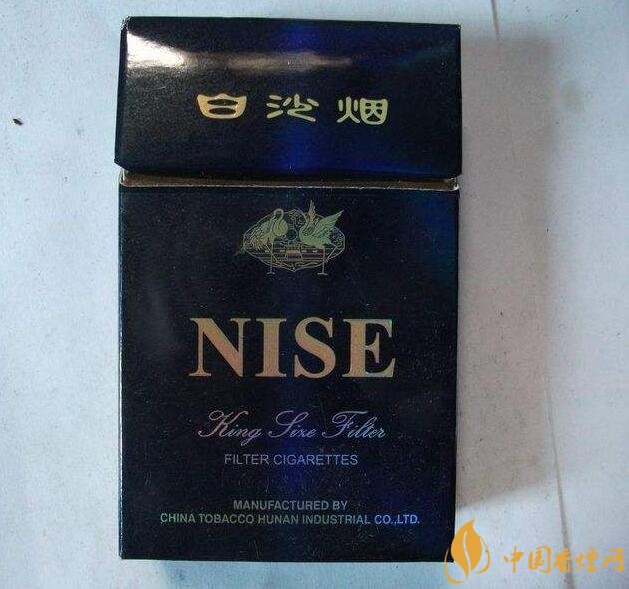 白沙烟
NISE
King Size Filter
FILTER CIGARETTES
MANUFACTURED BY
CHINA TOBACCO HUNAN INDUSTRIAL CO.,LTD.
中国香烟网